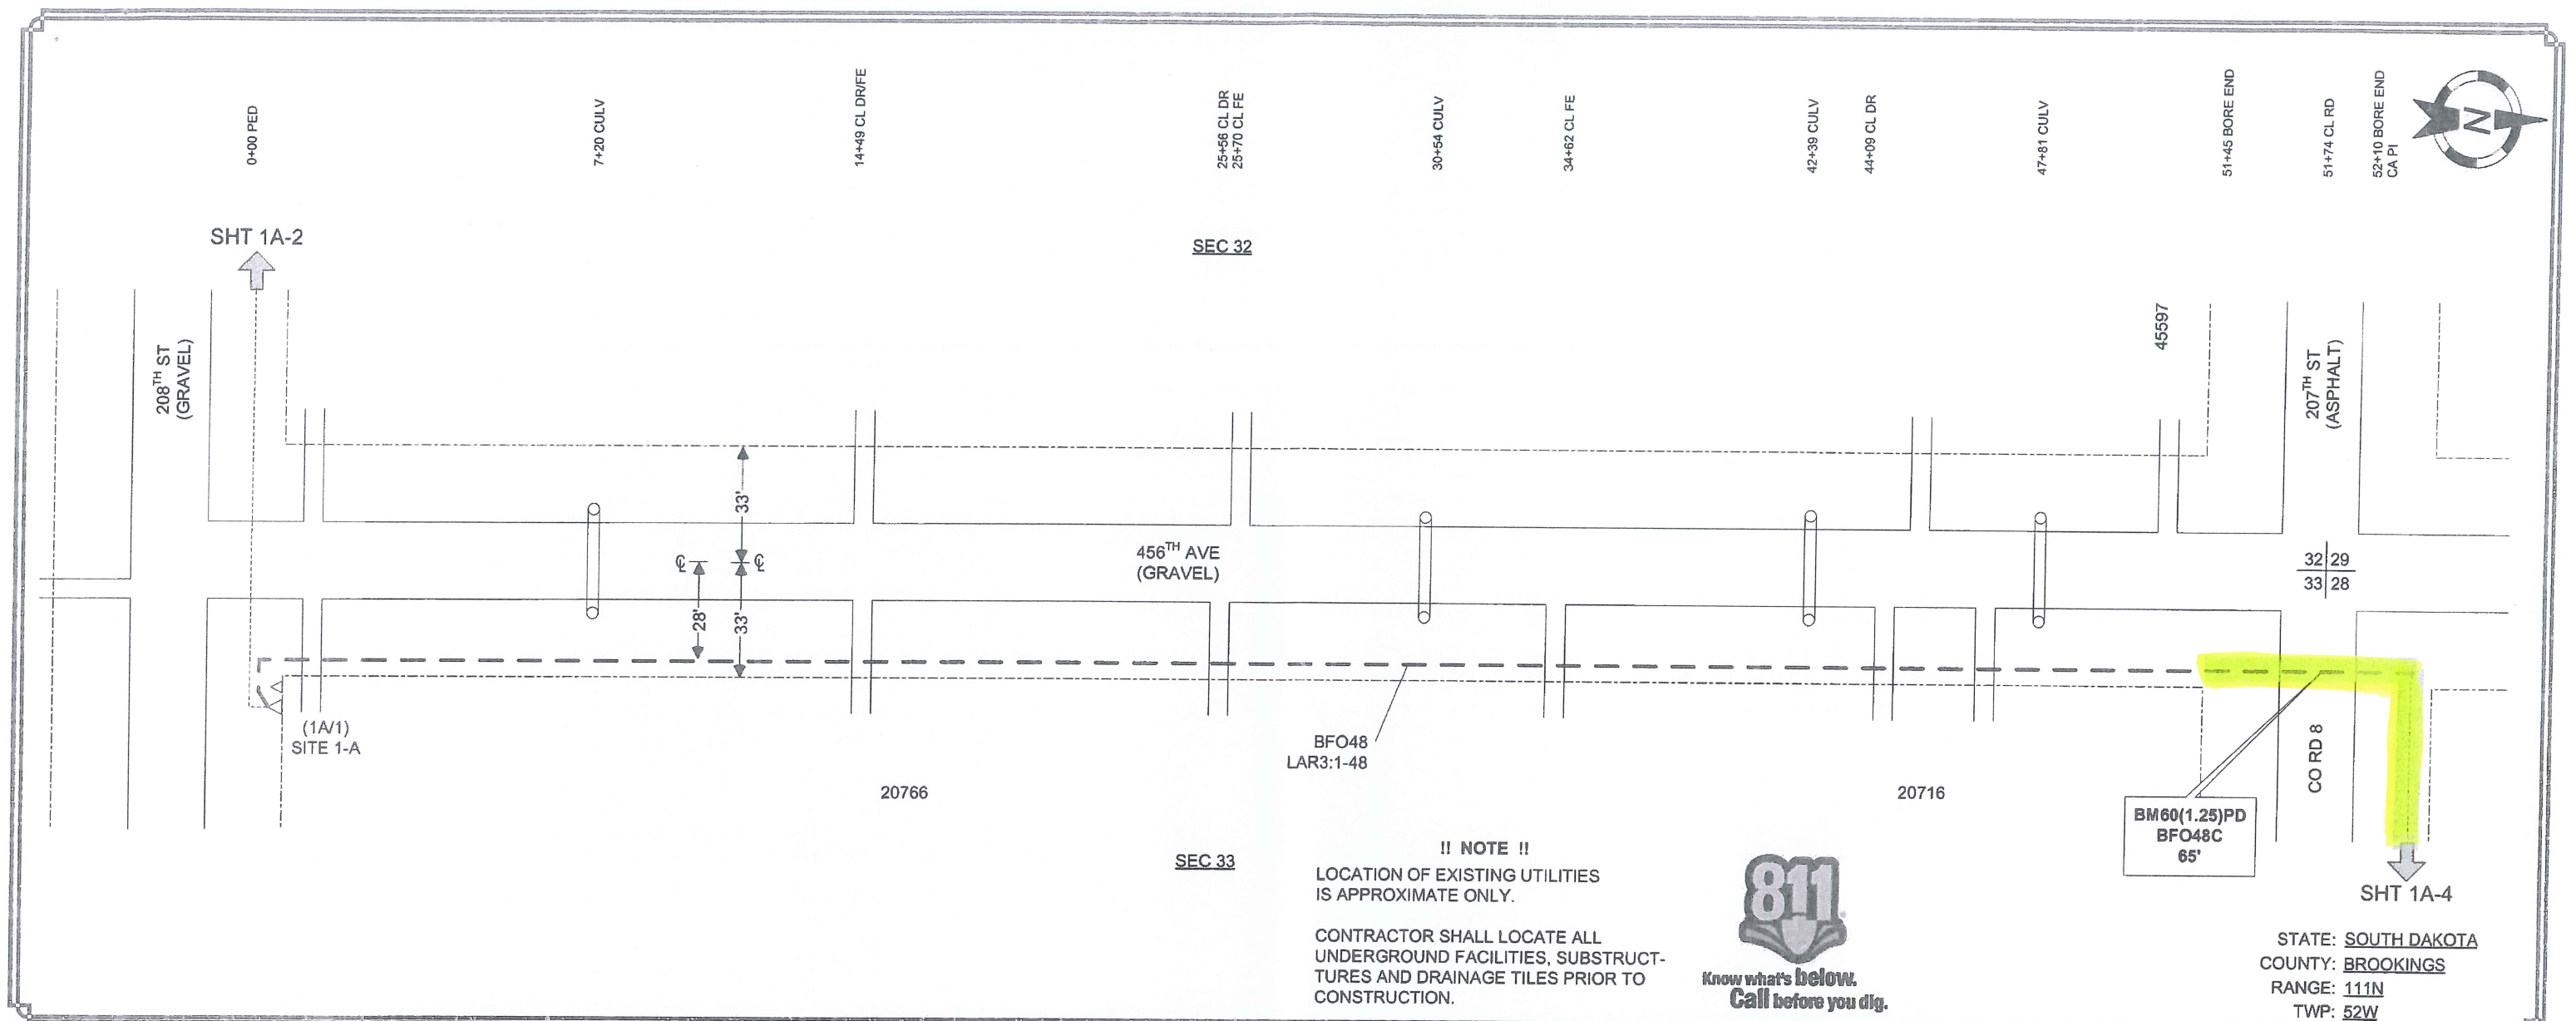 0+00 PED
7+20 CULV
14+49 CL DR/FE
25+56 CL DR
25+70 CL FE
30+54 CULV
34+62 CL FE
42+39 CULV
44+09 CL DR
47+81 CULV
51+45 BORE END
51+74 CL RD
52+10 BORE END
CA PI
N
SHT 1A-2
SEC 32
208TH ST
(GRAVEL)
45597
207TH ST
(ASPHALT)
33'
℄
℄
456TH AVE
(GRAVEL)
32 29
33 28
28'
33'
(1A/1)
SITE 1-A
BFO48
LAR3:1-48
20766
20716
CO RD 8
BM60(1.25)PD
BFO48C
65'
SEC 33
!! NOTE !!
LOCATION OF EXISTING UTILITIES
IS APPROXIMATE ONLY.
CONTRACTOR SHALL LOCATE ALL
UNDERGROUND FACILITIES, SUBSTRUCT-
TURES AND DRAINAGE TILES PRIOR TO
CONSTRUCTION.
811
Know what's below.
Call before you dig.
SHT 1A-4
STATE: SOUTH DAKOTA
COUNTY: BROOKINGS
RANGE: 111N
TWP: 52W